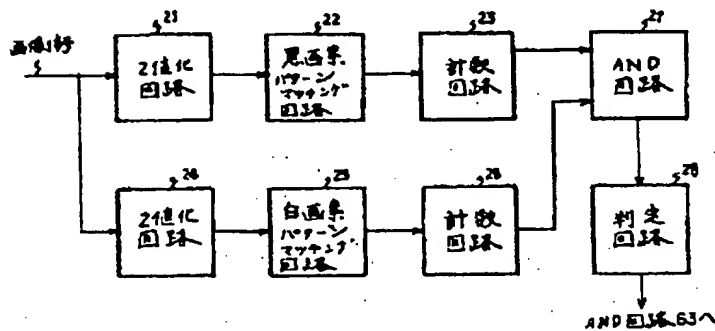 画像信号
21
2値化
回路
22
黒画素
パターン
マッチング
回路
23
計数
回路
27
AND
回路
24
2値化
回路
25
白画素
パターン
マッチング
回路
26
計数
回路
28
判定
回路
AND回路63へ